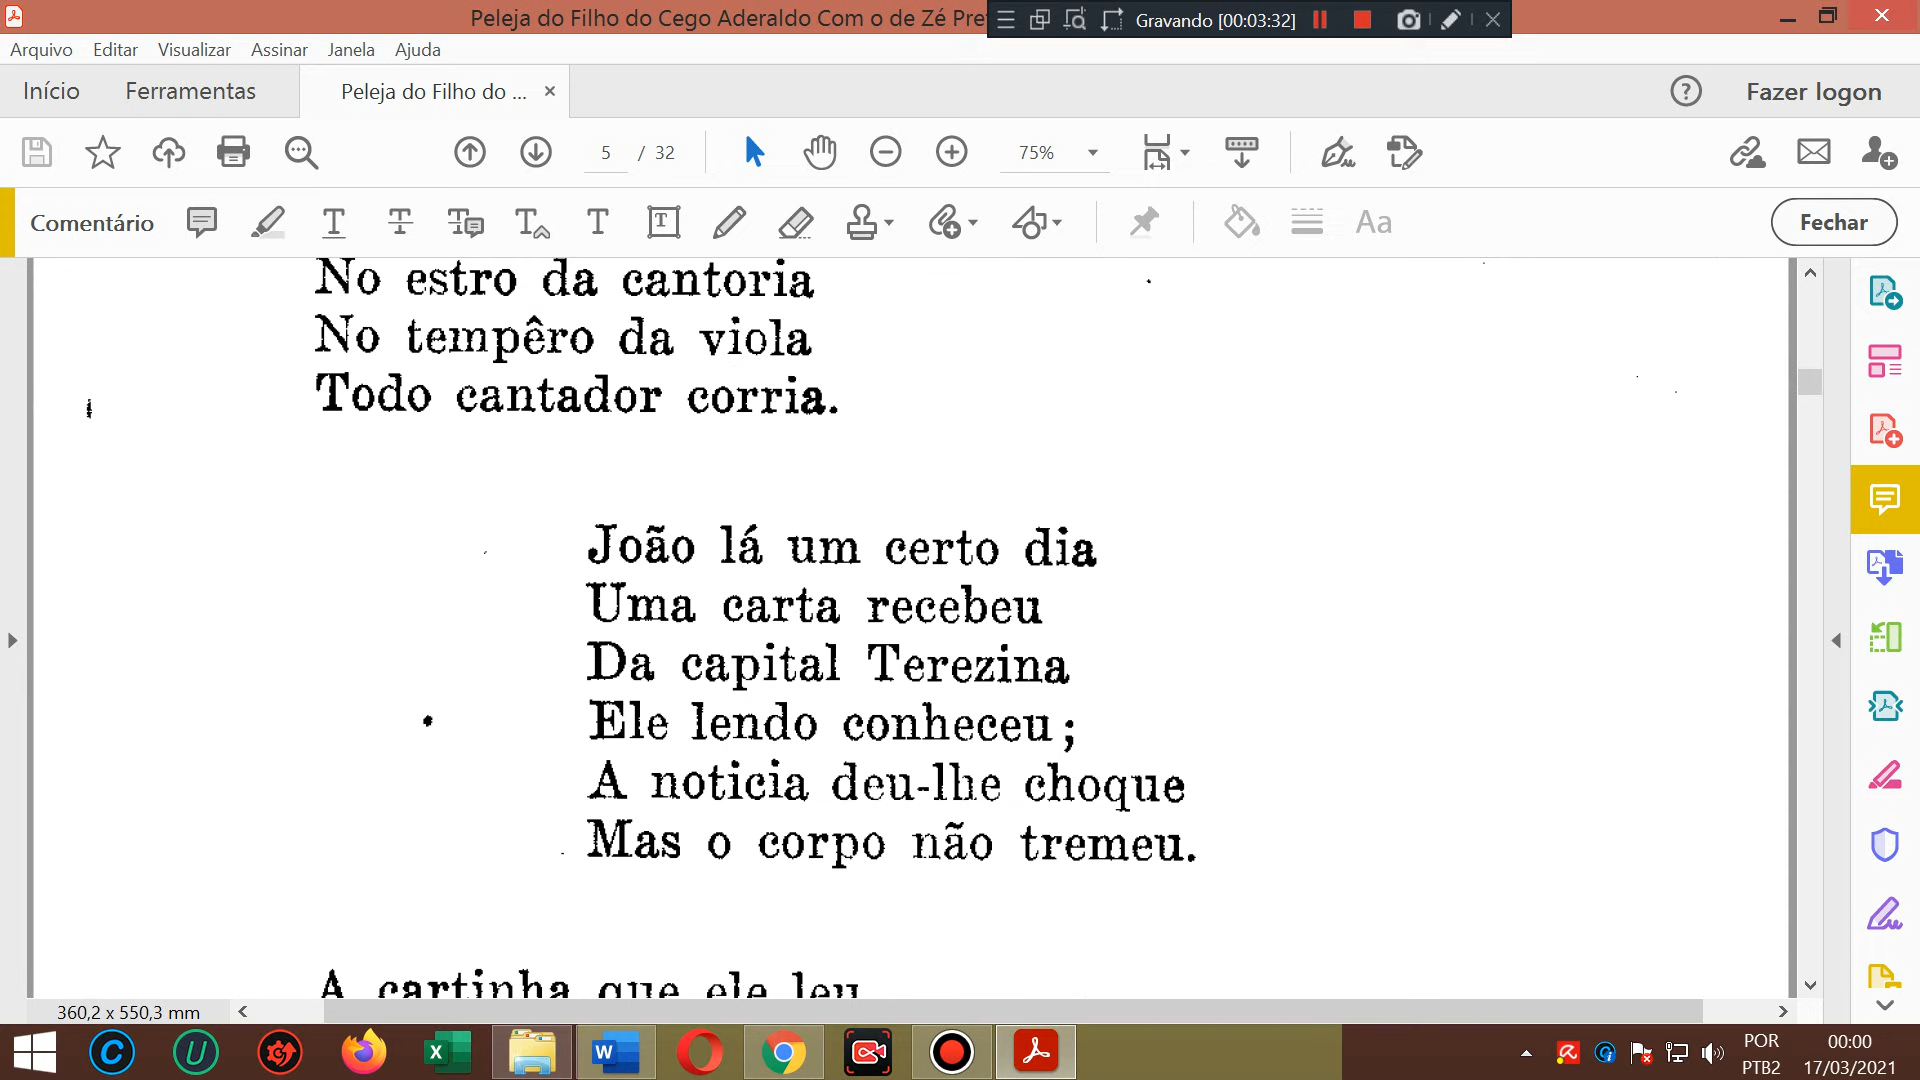 Peleja do Filho do Cego Aderaldo Com o de Zé Pre
Gravando [00:03:32]
Arquivo Editar Visualizar Assinar Janela Ajuda
Início Ferramentas Peleja do Filho do ... Fazer logon
5 / 32 75%
Comentário Aa Fechar
No estro da cantoria
No tempêro da viola
Todo cantador corria.
João lá um certo dia
Uma carta recebeu
Da capital Terezina
Ele lendo conheceu;
A noticia deu-lhe choque
Mas o corpo não tremeu.
A cartinha que ele leu
360,2 x 550,3 mm
POR 00:00
PTB2 17/03/2021